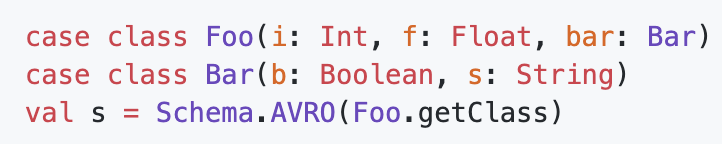 case class Foo(i: Int, f: Float, bar: Bar)
case class Bar(b: Boolean, s: String)
val s = Schema.AVRO(Foo.getClass)